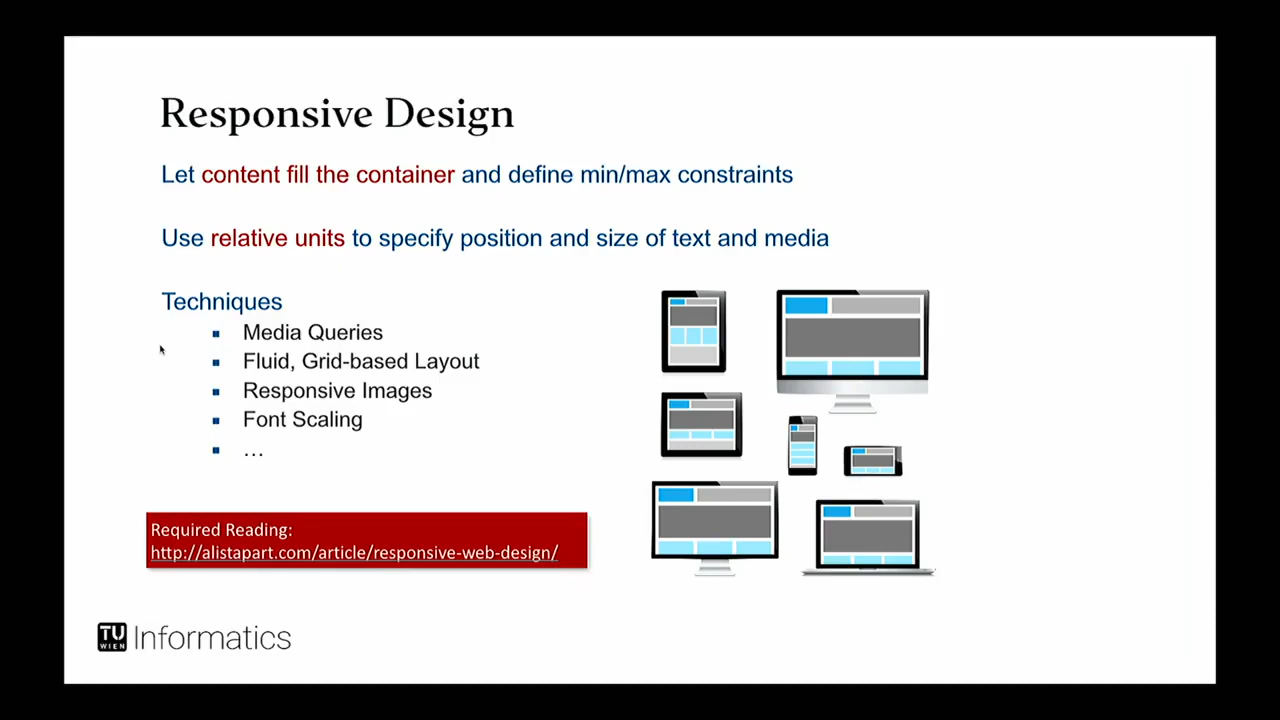 Responsive Design
Let content fill the container and define min/max constraints
Use relative units to specify position and size of text and media
Techniques
Media Queries
Fluid, Grid-based Layout
Responsive Images
Font Scaling
…
Required Reading:
http://alistapart.com/article/responsive-web-design/
TU
WIEN
Informatics